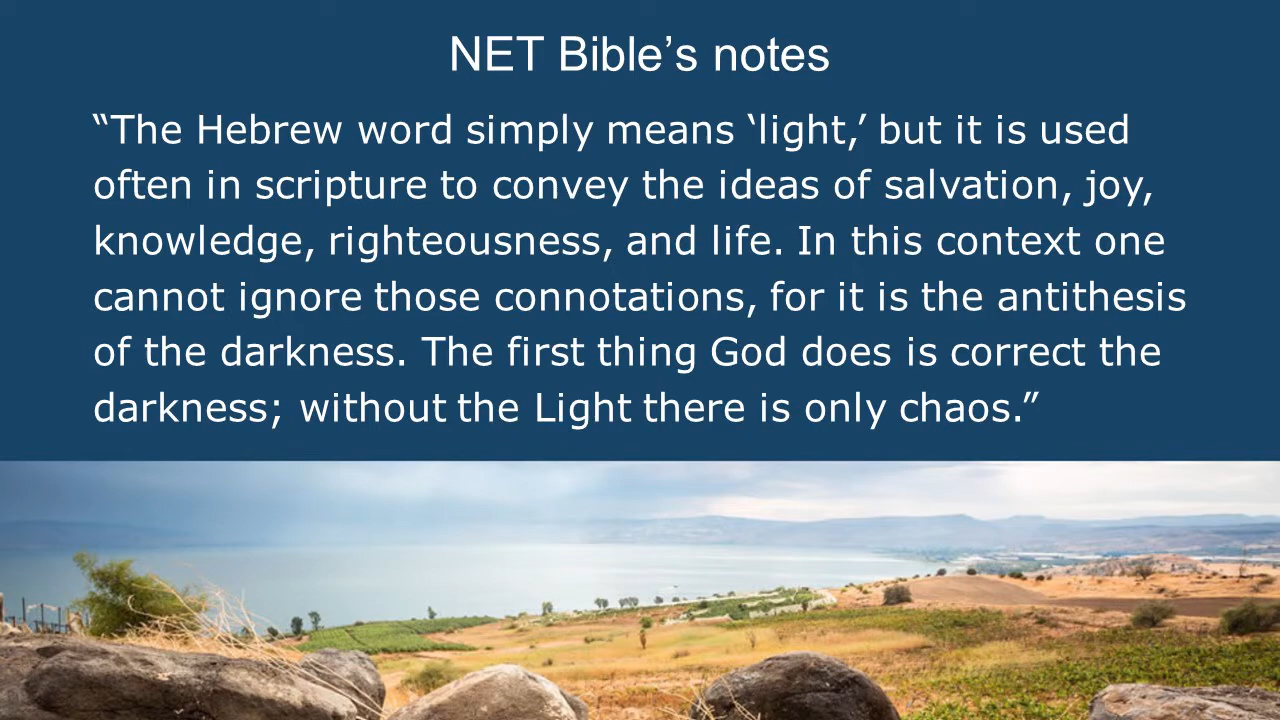 NET Bible’s notes
“The Hebrew word simply means ‘light,’ but it is used
often in scripture to convey the ideas of salvation, joy,
knowledge, righteousness, and life. In this context one
cannot ignore those connotations, for it is the antithesis
of the darkness. The first thing God does is correct the
darkness; without the Light there is only chaos.”